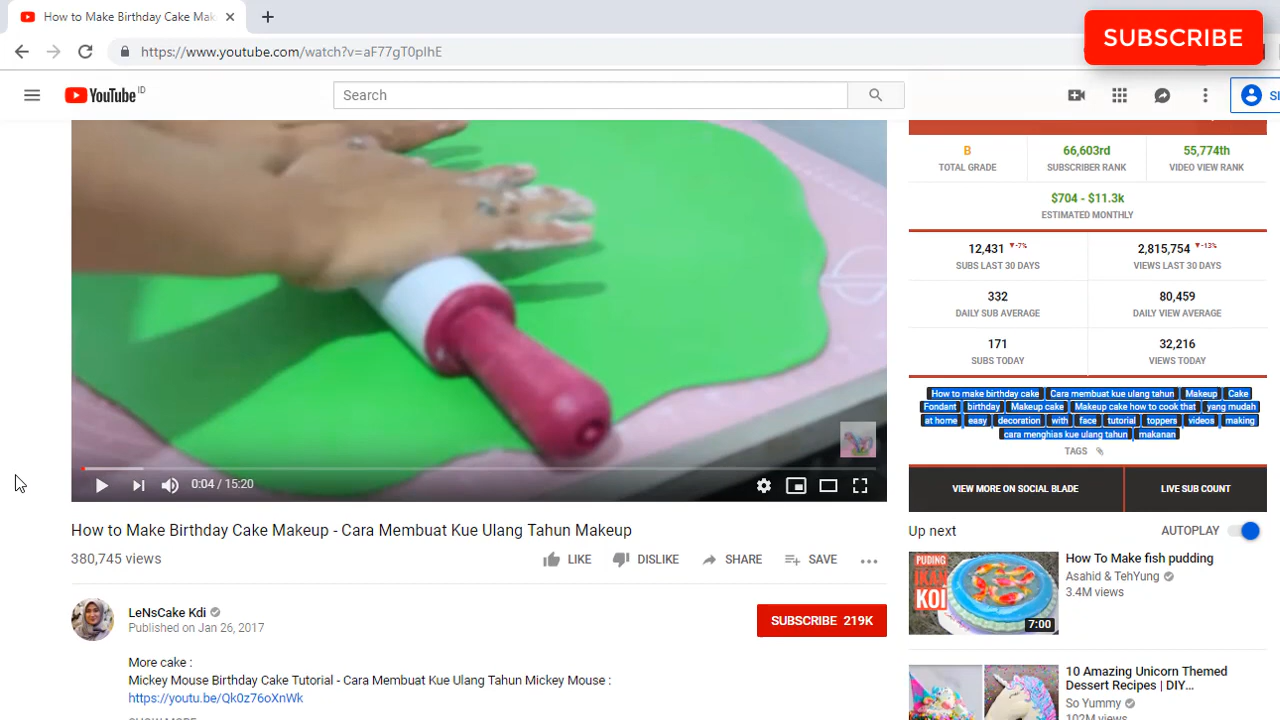 How to Make Birthday Cake Mak
SUBSCRIBE
https://www.youtube.com/watch?v=aF77gT0plhE
YouTube ID
Search
SI
B
TOTAL GRADE
66,603rd
SUBSCRIBER RANK
55,774th
VIDEO VIEW RANK
$704 - $11.3k
ESTIMATED MONTHLY
12,431 ▼-7%
SUBS LAST 30 DAYS
2,815,754 ▼-13%
VIEWS LAST 30 DAYS
332
DAILY SUB AVERAGE
80,459
DAILY VIEW AVERAGE
171
SUBS TODAY
32,216
VIEWS TODAY
How to make birthday cake Cara membuat kue ulang tahun Makeup Cake
Fondant birthday Makeup cake Makeup cake how to cook that yang mudah
at home easy decoration with face tutorial toppers videos making
cara menghias kue ulang tahun makanan
TAGS
VIEW MORE ON SOCIAL BLADE
LIVE SUB COUNT
0:04 / 15:20
How to Make Birthday Cake Makeup - Cara Membuat Kue Ulang Tahun Makeup
380,745 views
LIKE
DISLIKE
SHARE
SAVE
LeNsCake Kdi
Published on Jan 26, 2017
SUBSCRIBE 219K
More cake :
Mickey Mouse Birthday Cake Tutorial - Cara Membuat Kue Ulang Tahun Mickey Mouse :
https://youtu.be/Qk0z76oXnWk
SHOW MORE
Up next
AUTOPLAY
PUDING
IKAN
KOI
7:00
How To Make fish pudding
Asahid & TehYung
3.4M views
10 Amazing Unicorn Themed
Dessert Recipes | DIY...
So Yummy
102M views